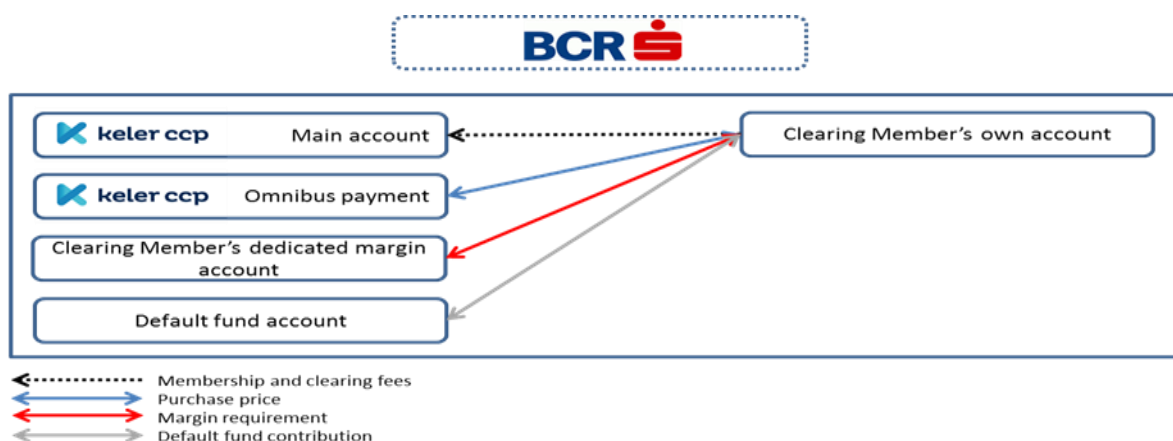 BCR
keler ccp Main account
Clearing Member's own account
keler ccp Omnibus payment
Clearing Member's dedicated margin
account
Default fund account
Membership and clearing fees
Purchase price
Margin requirement
Default fund contribution